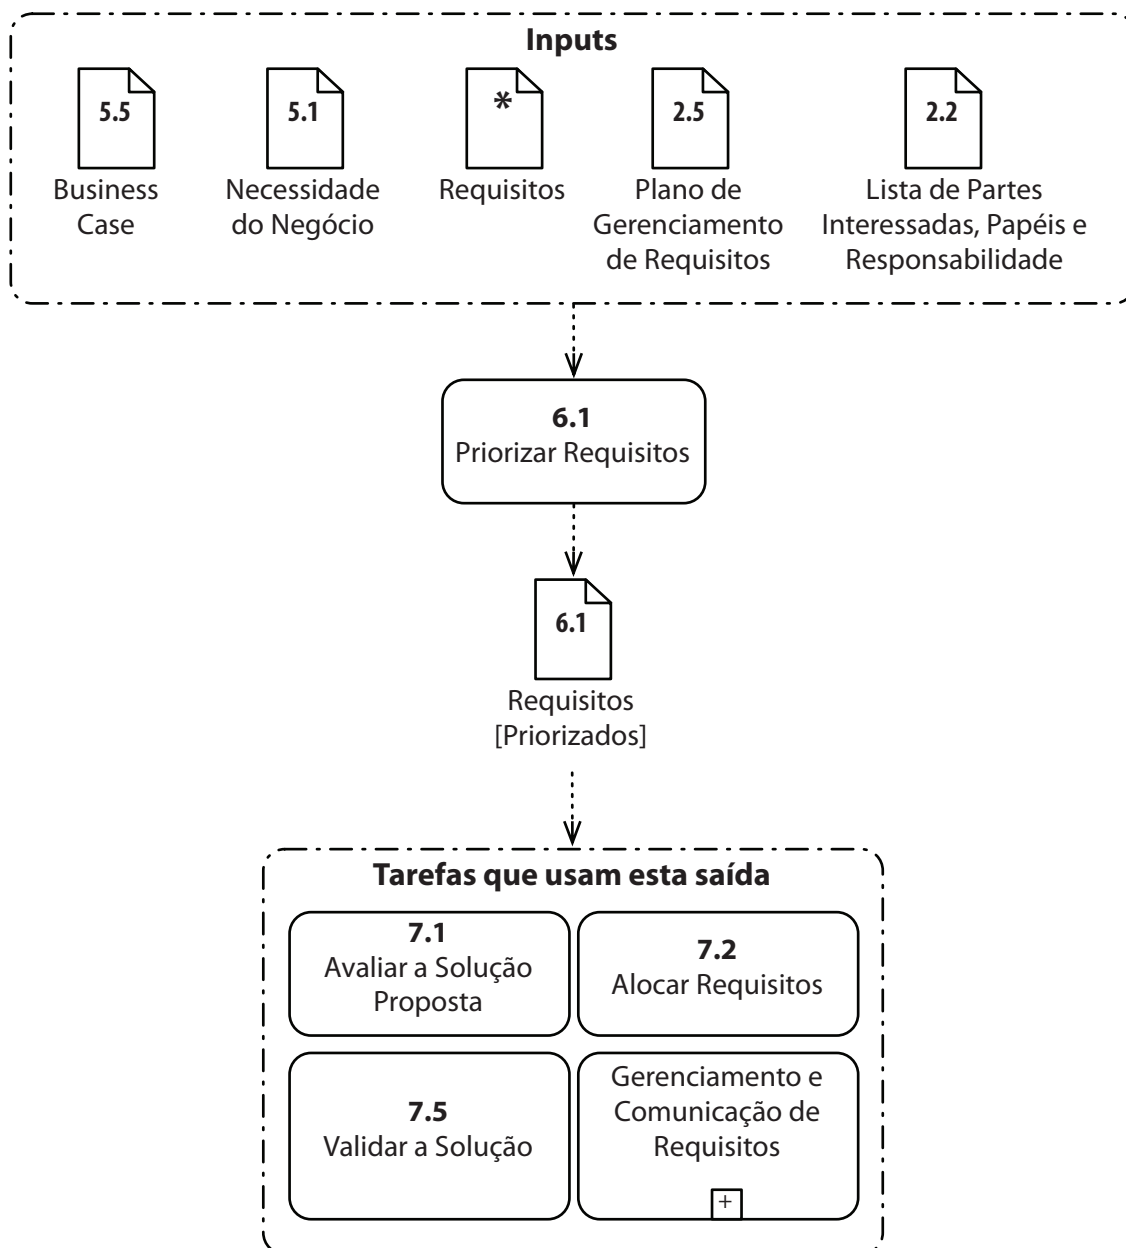 Inputs
5.5
Business
Case
5.1
Necessidade
do Negócio
*
Requisitos
2.5
Plano de
Gerenciamento
de Requisitos
2.2
Lista de Partes
Interessadas, Papéis e
Responsabilidade
6.1
Priorizar Requisitos
6.1
Requisitos
[Priorizados]
Tarefas que usam esta saída
7.1
Avaliar a Solução
Proposta
7.2
Alocar Requisitos
7.5
Validar a Solução
Gerenciamento e
Comunicação de
Requisitos
+